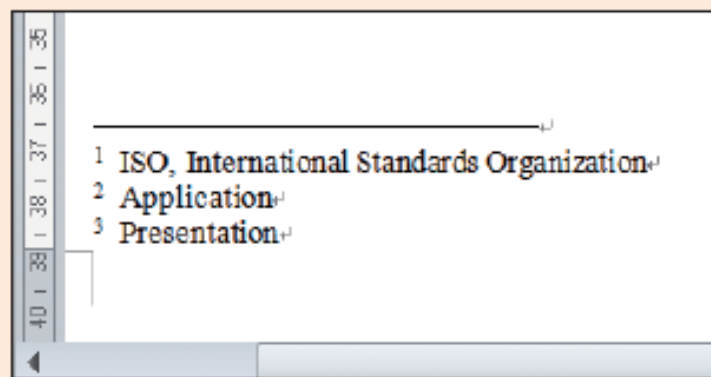 35
36
37
38
39
40
1 ISO, International Standards Organization
2 Application
3 Presentation